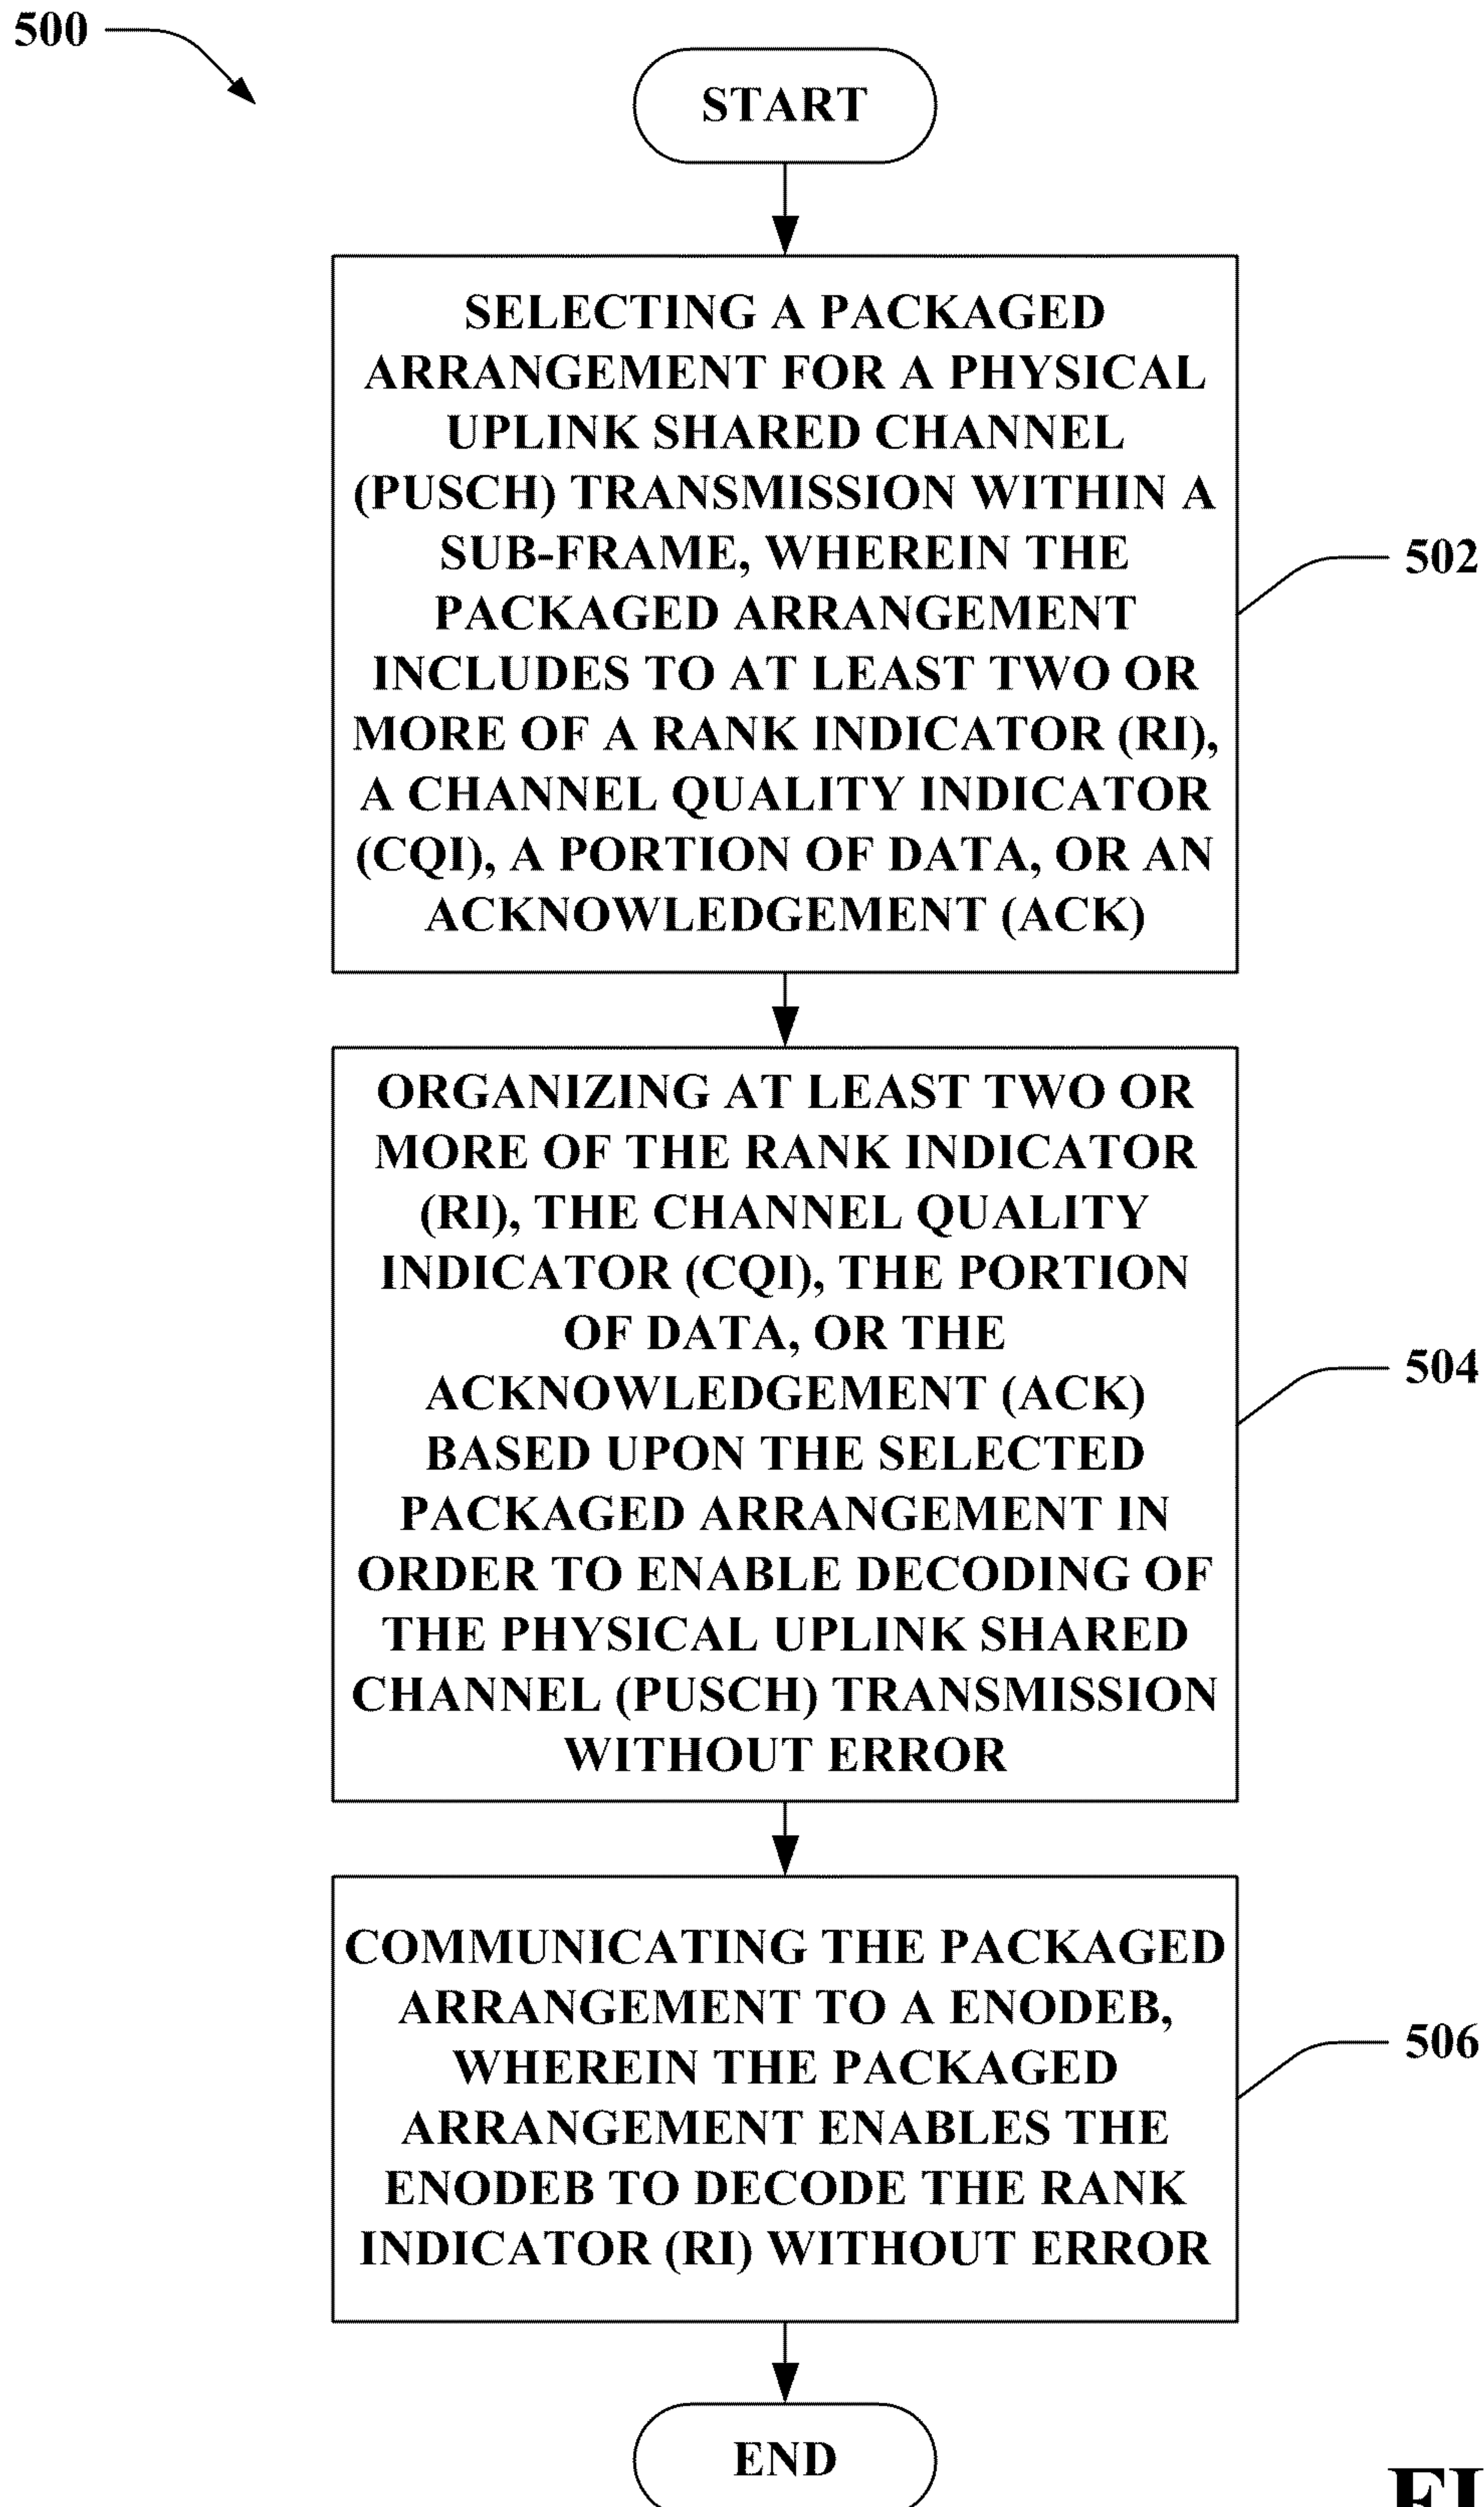 500
START
SELECTING A PACKAGED
ARRANGEMENT FOR A PHYSICAL
UPLINK SHARED CHANNEL
(PUSCH) TRANSMISSION WITHIN A
SUB-FRAME, WHEREIN THE
PACKAGED ARRANGEMENT
INCLUDES TO AT LEAST TWO OR
MORE OF A RANK INDICATOR (RI),
A CHANNEL QUALITY INDICATOR
(CQI), A PORTION OF DATA, OR AN
ACKNOWLEDGEMENT (ACK)
502
ORGANIZING AT LEAST TWO OR
MORE OF THE RANK INDICATOR
(RI), THE CHANNEL QUALITY
INDICATOR (CQI), THE PORTION
OF DATA, OR THE
ACKNOWLEDGEMENT (ACK)
BASED UPON THE SELECTED
PACKAGED ARRANGEMENT IN
ORDER TO ENABLE DECODING OF
THE PHYSICAL UPLINK SHARED
CHANNEL (PUSCH) TRANSMISSION
WITHOUT ERROR
504
COMMUNICATING THE PACKAGED
ARRANGEMENT TO A ENODEB,
WHEREIN THE PACKAGED
ARRANGEMENT ENABLES THE
ENODEB TO DECODE THE RANK
INDICATOR (RI) WITHOUT ERROR
506
END